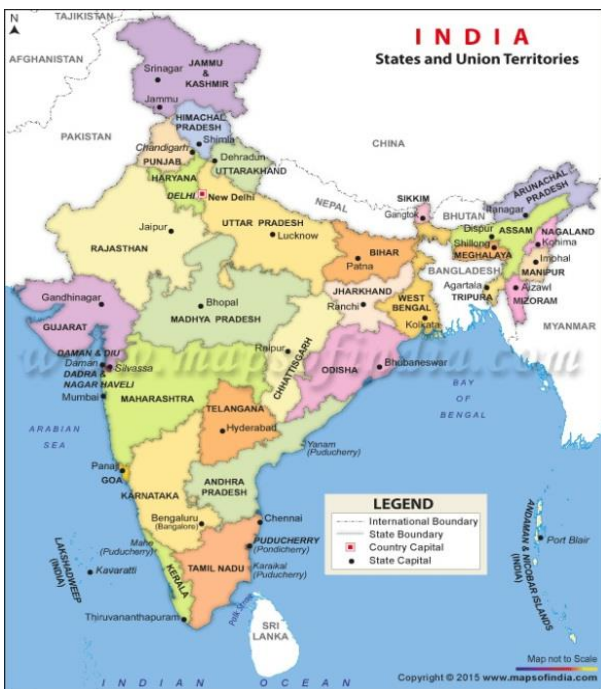 N
TAJIKISTAN
INDIA
States and Union Territories
AFGHANISTAN
Srinagar
JAMMU
&
KASHMIR
Jammu
HIMACHAL
PRADESH
Shimla
PAKISTAN
Chandigarh
PUNJAB
Dehradun
UTTARAKHAND
CHINA
HARYANA
DELHI
New Delhi
NEPAL
SIKKIM
Gangtok
BHUTAN
ARUNACHAL
PRADESH
Itanagar
Jaipur
RAJASTHAN
UTTAR PRADESH
Lucknow
BIHAR
Patna
Dispur
ASSAM
NAGALAND
Kohima
Shillong
MEGHALAYA
Imphal
MANIPUR
BANGLADESH
Agartala
TRIPURA
Aizawl
MIZORAM
MYANMAR
Gandhinagar
GUJARAT
Bhopal
MADHYA PRADESH
JHARKHAND
Ranchi
WEST
BENGAL
Kolkata
www.mapsofindia.com
DAMAN & DIU
Daman
Silvassa
DADRA &
NAGAR HAVELI
Mumbai
MAHARASHTRA
Raipur
CHHATTISGARH
ODISHA
Bhubaneswar
BAY
OF
BENGAL
ARABIAN
SEA
TELANGANA
Hyderabad
Yanam
(Puducherry)
Panaji
GOA
KARNATAKA
ANDHRA
PRADESH
Bengaluru
(Bangalore)
Chennai
LEGEND
International Boundary
State Boundary
Country Capital
State Capital
Mahe
(Puducherry)
PUDUCHERRY
(Pondicherry)
Karaikal
(Puducherry)
LAKSHADWEEP
(INDIA)
Kavaratti
KERALA
TAMIL NADU
ANDAMAN & NICOBAR ISLANDS
(INDIA)
Port Blair
Thiruvananthapuram
Palk Strait
SRI
LANKA
INDIAN OCEAN
Map not to Scale
Copyright © 2015 www.mapsofindia.com